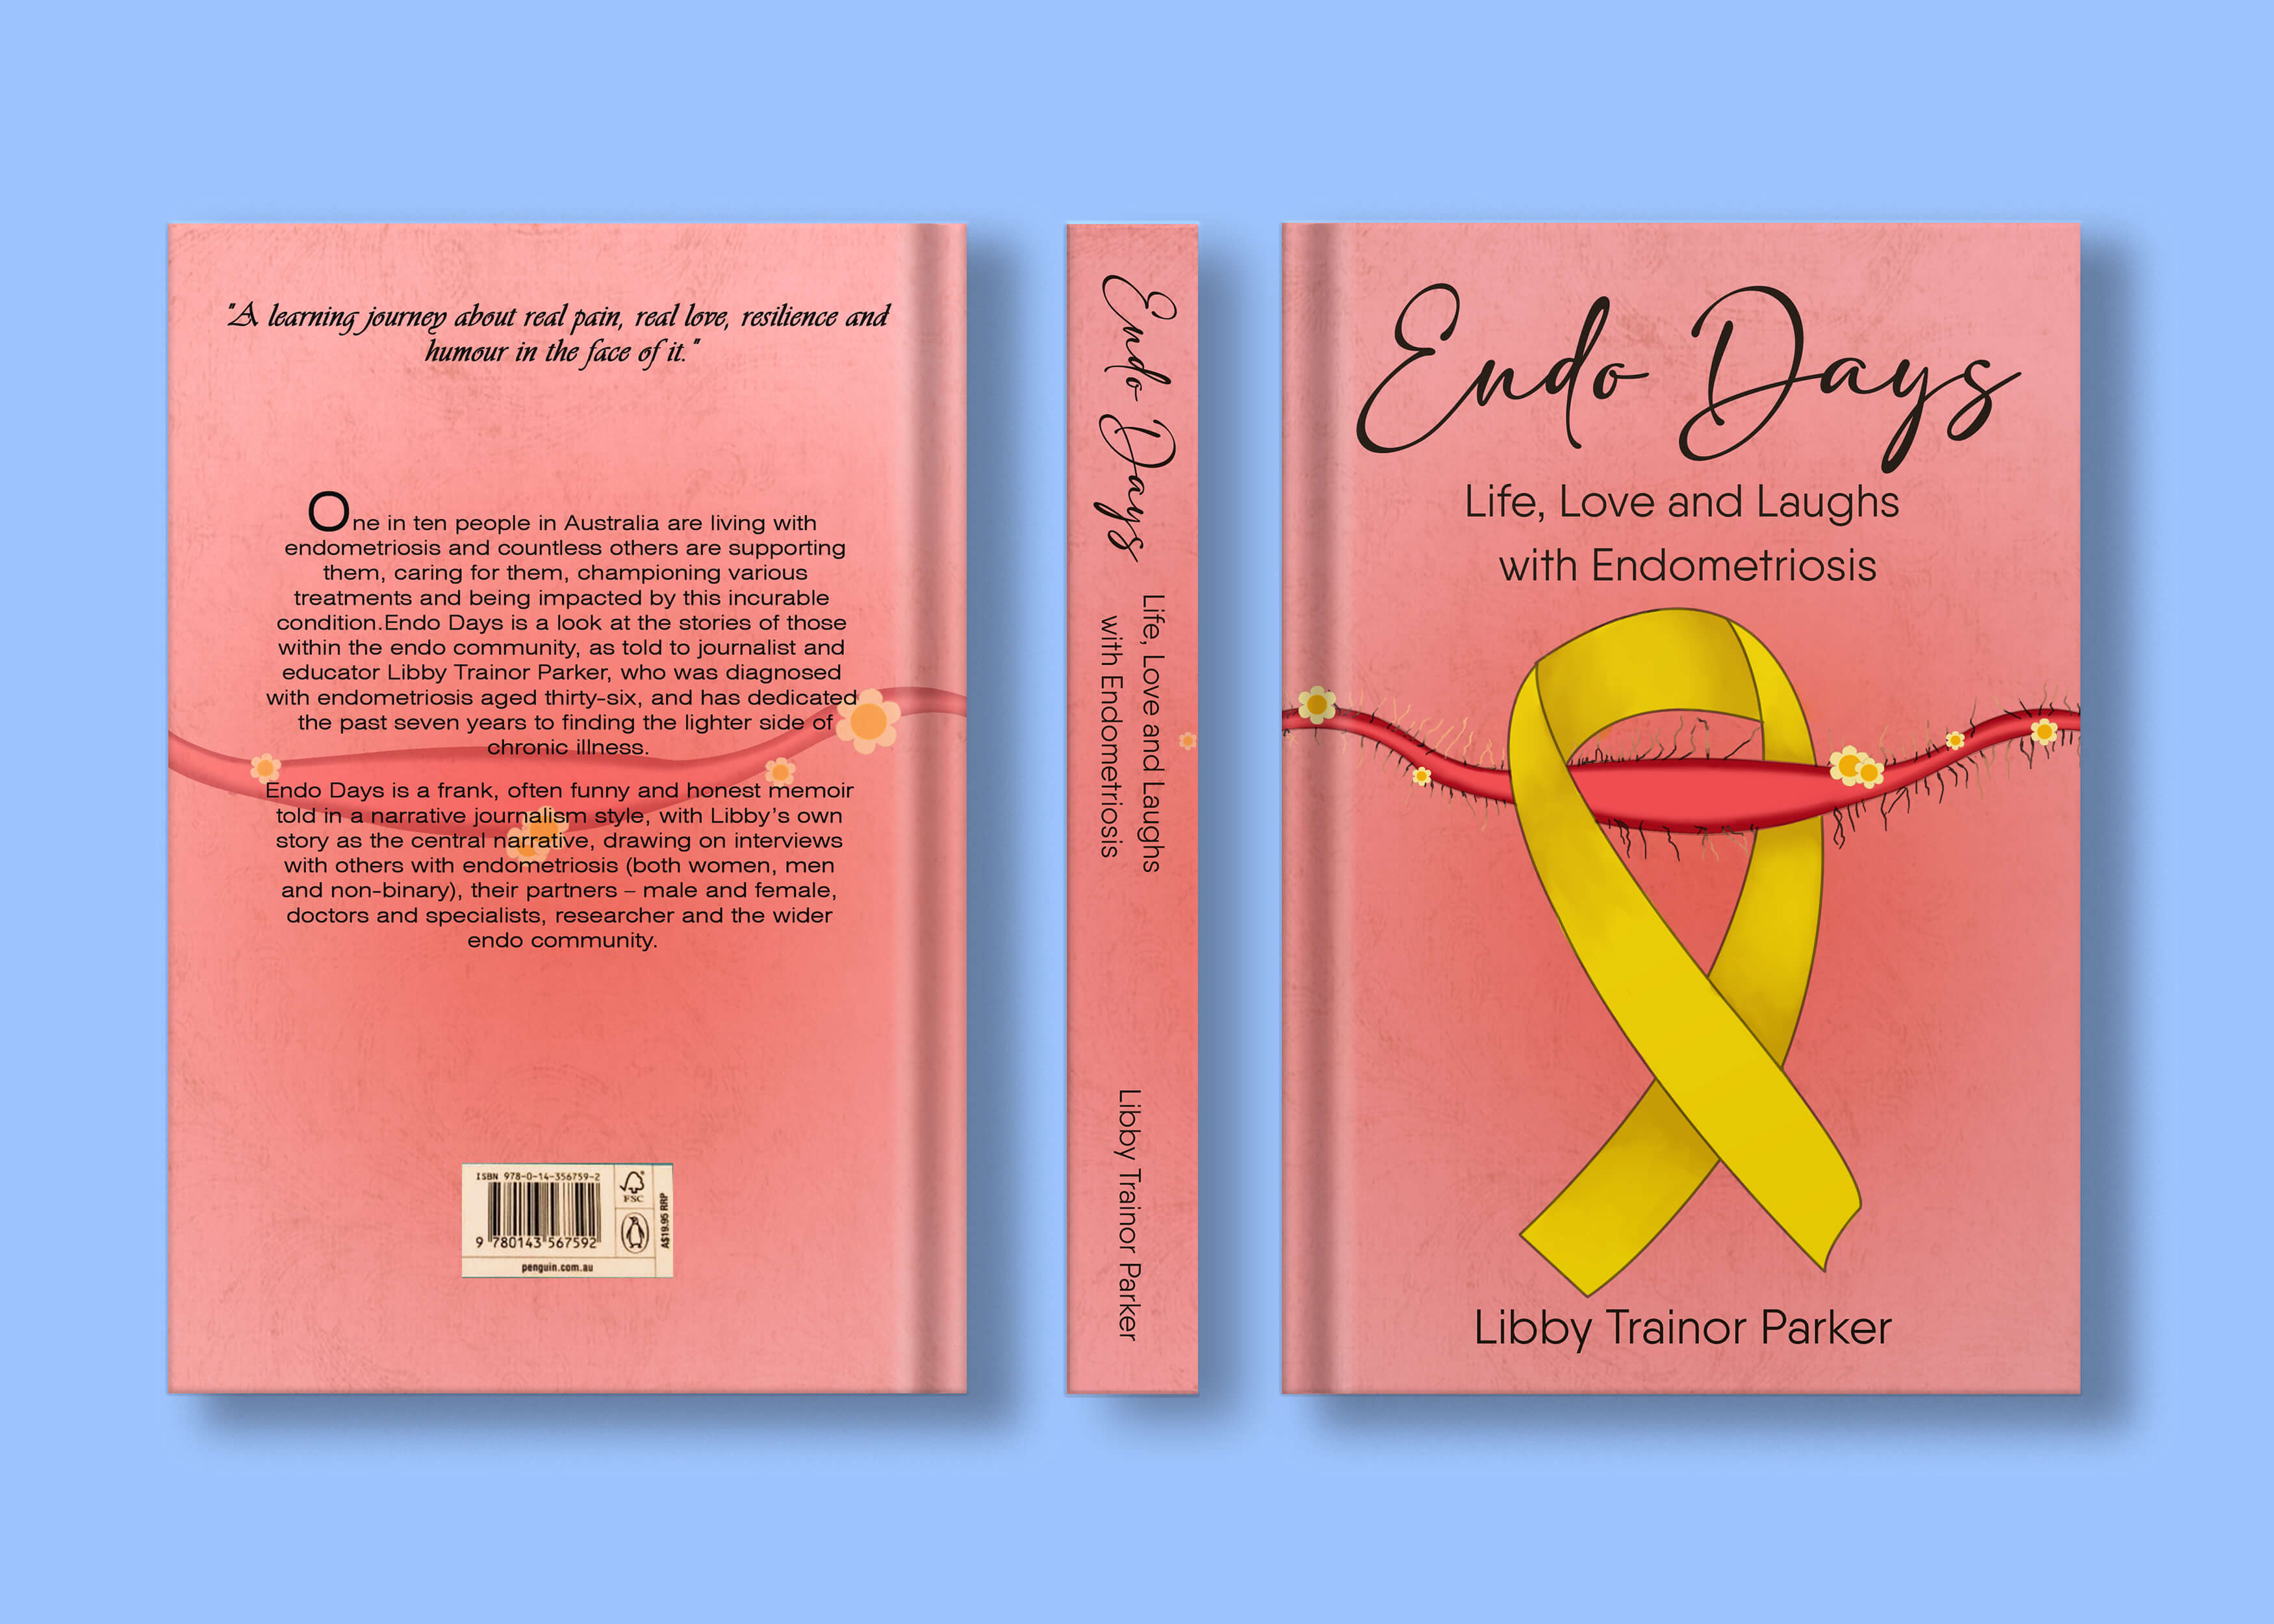 "A learning journey about real pain, real love, resilience and
humour in the face of it."
One in ten people in Australia are living with
endometriosis and countless others are supporting
them, caring for them, championing various
treatments and being impacted by this incurable
condition.Endo Days is a look at the stories of those
within the endo community, as told to journalist and
educator Libby Trainor Parker, who was diagnosed
with endometriosis aged thirty-six, and has dedicated
the past seven years to finding the lighter side of
chronic illness.
Endo Days is a frank, often funny and honest memoir
told in a narrative journalism style, with Libby's own
story as the central narrative, drawing on interviews
with others with endometriosis (both women, men
and non-binary), their partners – male and female,
doctors and specialists, researcher and the wider
endo community.
ISBN 978-0-14-356759-2
9 780143 567592
FSC
A$19.95 RRP
penguin.com.au
Endo Days
Life, Love and Laughs
with Endometriosis
Libby Trainor Parker
Endo Days
Life, Love and Laughs
with Endometriosis
Libby Trainor Parker